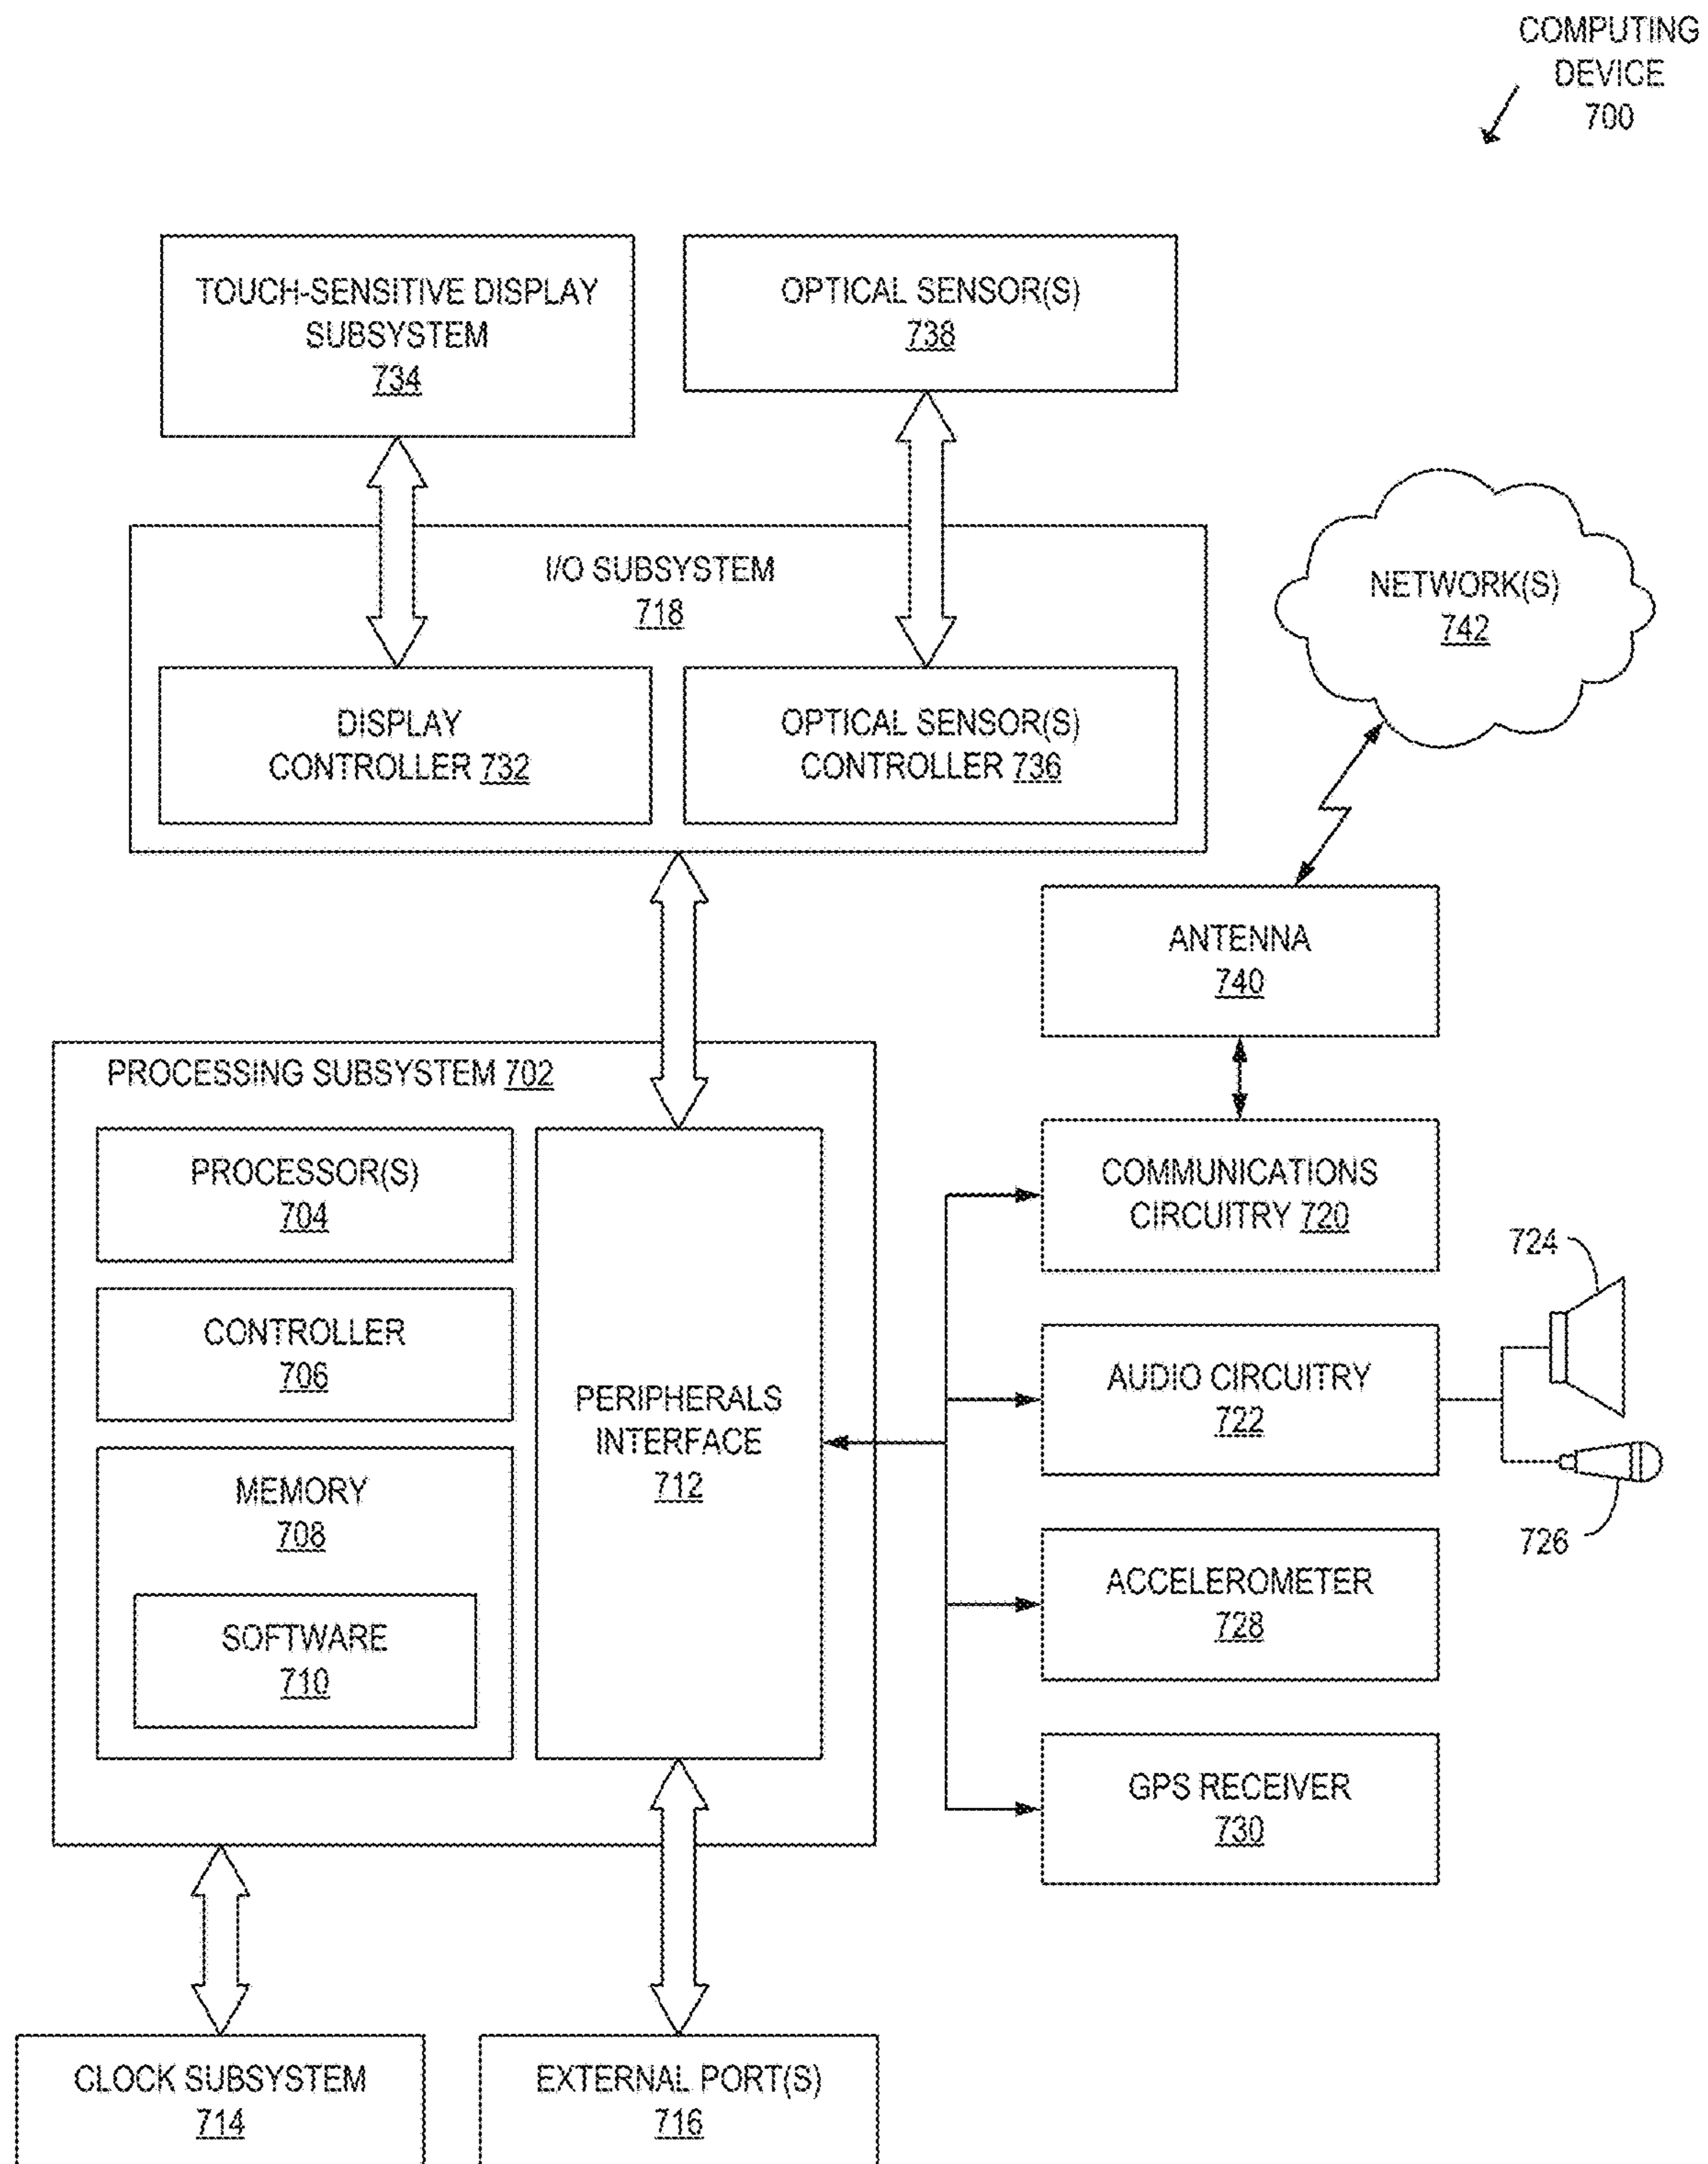 COMPUTING
DEVICE
700
TOUCH-SENSITIVE DISPLAY
SUBSYSTEM
734
OPTICAL SENSOR(S)
738
I/O SUBSYSTEM
718
NETWORK(S)
742
DISPLAY
CONTROLLER 732
OPTICAL SENSOR(S)
CONTROLLER 736
ANTENNA
740
PROCESSING SUBSYSTEM 702
PROCESSOR(S)
704
CONTROLLER
706
MEMORY
708
SOFTWARE
710
PERIPHERALS
INTERFACE
712
COMMUNICATIONS
CIRCUITRY 720
724
AUDIO CIRCUITRY
722
726
ACCELEROMETER
728
GPS RECEIVER
730
CLOCK SUBSYSTEM
714
EXTERNAL PORT(S)
716